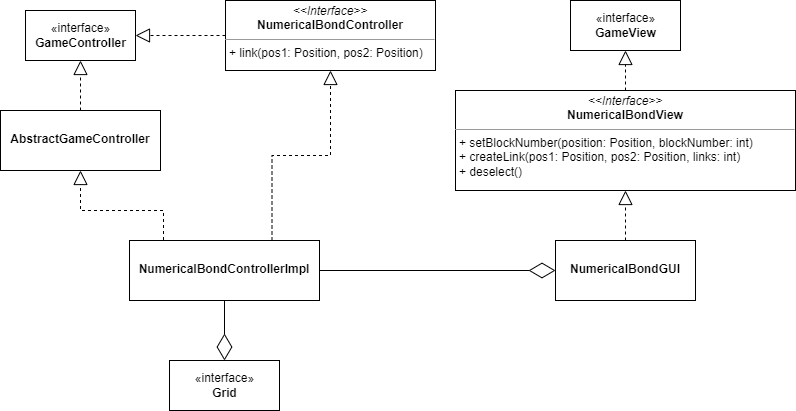 «interface»
GameController
<<Interface>>
NumericalBondController
+ link(pos1: Position, pos2: Position)
«interface»
GameView
AbstractGameController
<<Interface>>
NumericalBondView
+ setBlockNumber(position: Position, blockNumber: int)
+ createLink(pos1: Position, pos2: Position, links: int)
+ deselect()
NumericalBondControllerImpl
NumericalBondGUI
«interface»
Grid